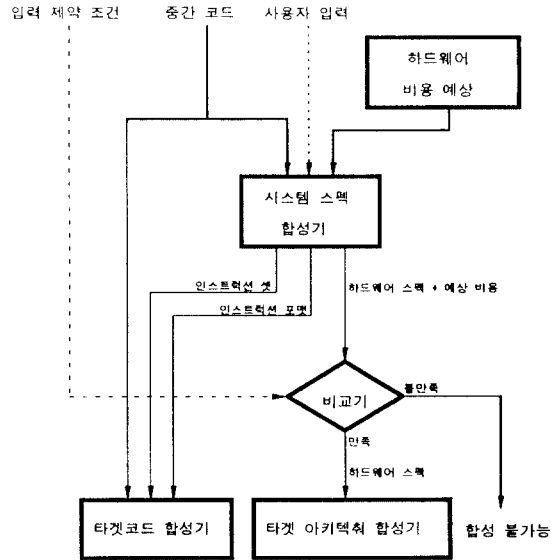 입력 제약 조건
중간 코드
사용자 입력
하드웨어
비용 예상
시스템 스펙
합성기
인스트럭션 셋
하드웨어 스펙 + 예상 비용
인스트럭션 포맷
비교기
불만족
만족
하드웨어 스펙
타겟코드 합성기
타겟 아키텍춰 합성기
합성 불가능